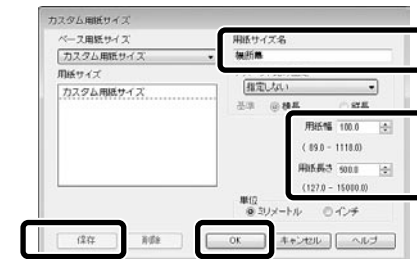 カスタム用紙サイズ
ベース用紙サイズ
カスタム用紙サイズ
用紙サイズ
カスタム用紙サイズ
用紙サイズ名
指定しない
基準 横長 縦長
用紙幅 100.0
( 89.0 - 1118.0)
用紙長さ 500.0
(127.0 - 15000.0)
単位
ミリメートル インチ
保存 削除 OK キャンセル ヘルプ